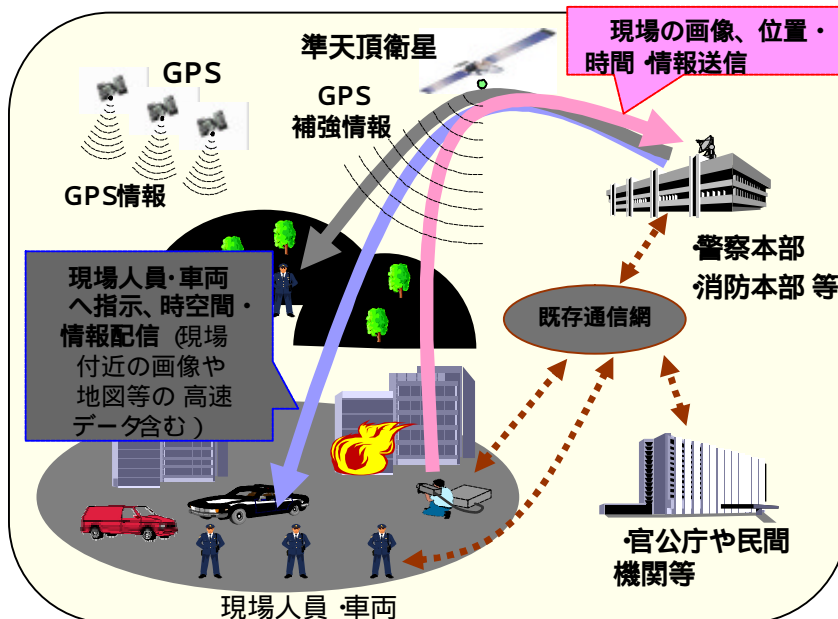 準天頂衛星
現場の画像、位置・
時間・情報送信
GPS
GPS
補強情報
GPS情報
・警察本部
・消防本部 等
現場人員・車両
へ指示、時空間・
情報配信 (現場
付近の画像や
地図等の 高速
データ含む )
既存通信網
・官公庁や民間
機関等
現場人員・車両